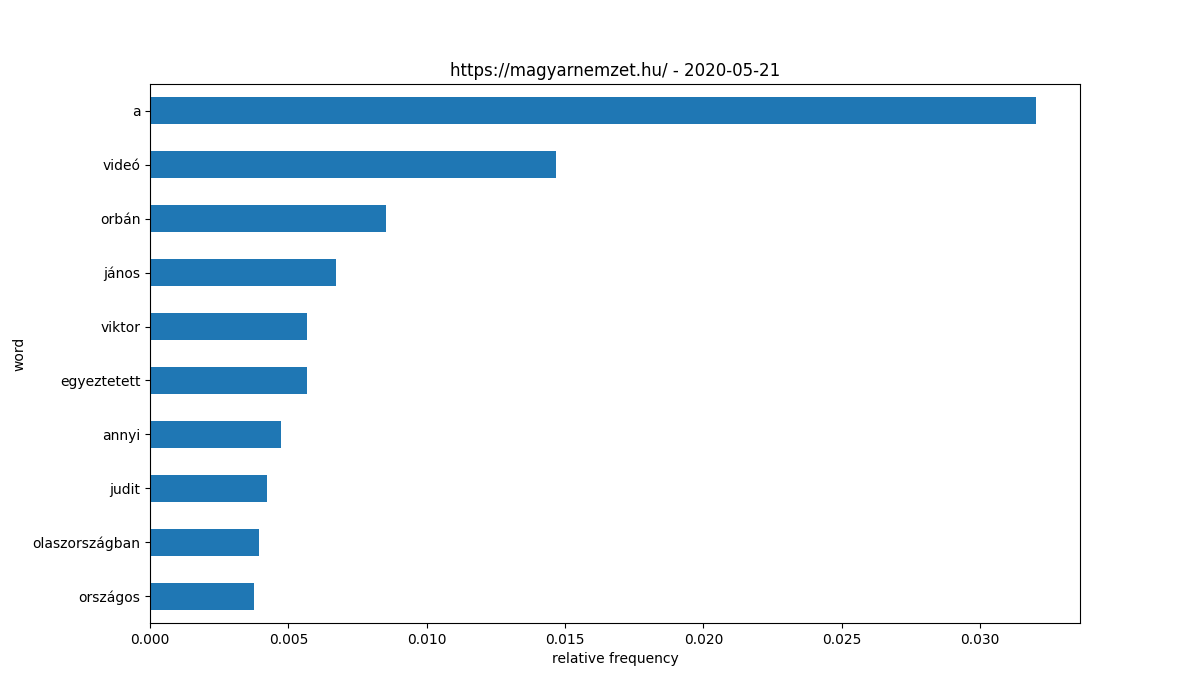 https://magyarnemzet.hu/ - 2020-05-21
word
a
videó
orbán
jános
viktor
egyeztetett
annyi
judit
olaszországban
országos
0.000 0.005 0.010 0.015 0.020 0.025 0.030
relative frequency